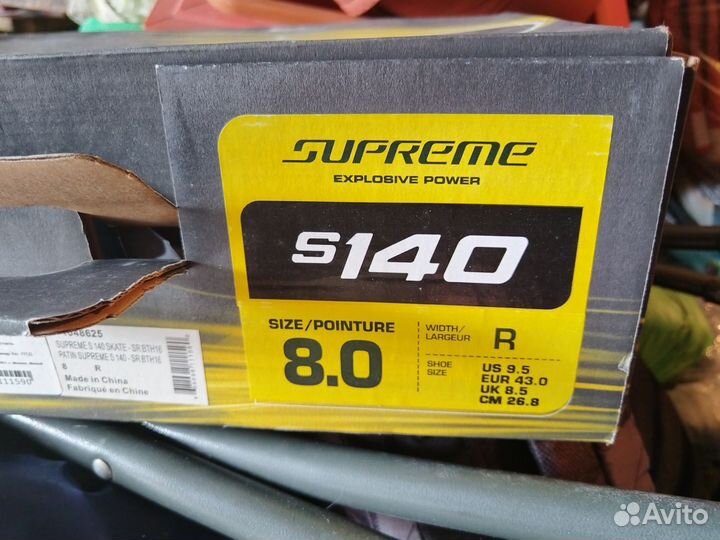 SUPREME
EXPLOSIVE POWER
S140
SIZE/POINTURE
8.0
WIDTH/
LARGEUR
R
SHOE
SIZE
US 9.5
EUR 43.0
UK 8.5
CM 26.8
SUPREME S 140 SKATE - SR.BTH16
PATIN SUPREME S 140 - SR.BTH16
8 R
Made in China
Fabriqué en Chine
Avito